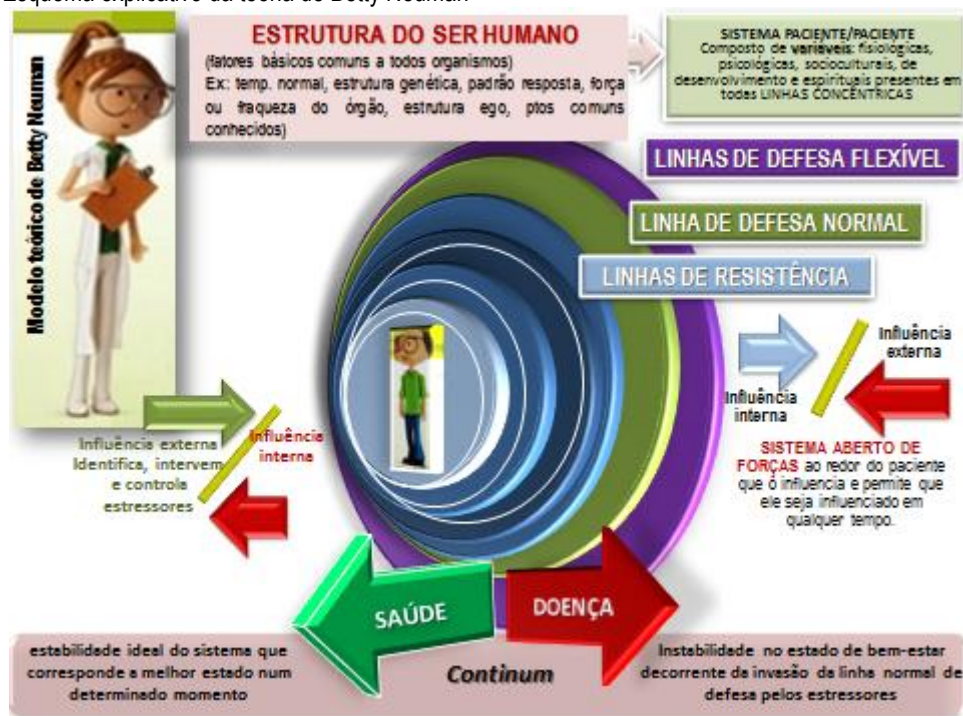 Esquema explicativo da teoria de Betty Neuman
Modelo teórico de Betty Neuman
ESTRUTURA DO SER HUMANO
(fatores básicos comuns a todos organismos)
Ex: temp. normal, estrutura genética, padrão resposta, força
ou fraqueza do órgão, estrutura ego, ptos comuns
conhecidos)
SISTEMA PACIENTE/PACIENTE
Composto de variáveis: fisiológicas,
psicológicas, socioculturais, de
desenvolvimento e espirituais presentes em
todas LINHAS CONCÊNTRICAS
LINHAS DE DEFESA FLEXÍVEL
LINHA DE DEFESA NORMAL
LINHAS DE RESISTÊNCIA
Influência
externa
Influência
interna
SISTEMA ABERTO DE
FORÇAS ao redor do paciente
que o influencia e permite que
ele seja influenciado em
qualquer tempo.
Influência externa
Identifica, intervem
e controla
estressores
Influência
interna
SAÚDE
DOENÇA
estabilidade ideal do sistema que
corresponde a melhor estado num
determinado momento
Continum
Instabilidade no estado de bem-estar
decorrente da invasão da linha normal de
defesa pelos estressores